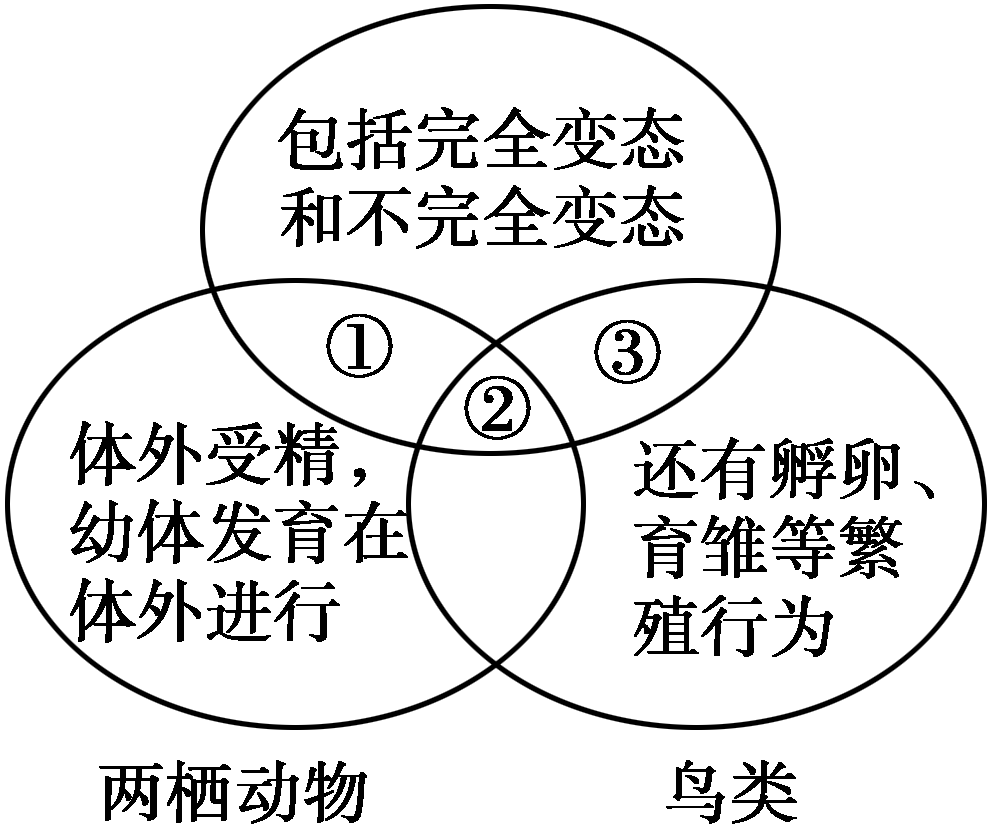 包括完全变态
和不完全变态
①
③
②
体外受精，
幼体发育在
体外进行
还有孵卵、
育雏等繁
殖行为
两栖动物
鸟类